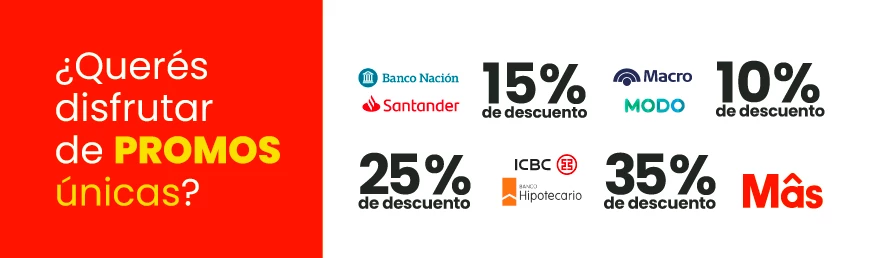 ¿Querés
disfrutar
de PROMOS
únicas?
Banco Nación
Santander
15%
de descuento
Macro
MODO
10%
de descuento
25%
de descuento
ICBC
BANCO
Hipotecario
35%
de descuento
Mâs